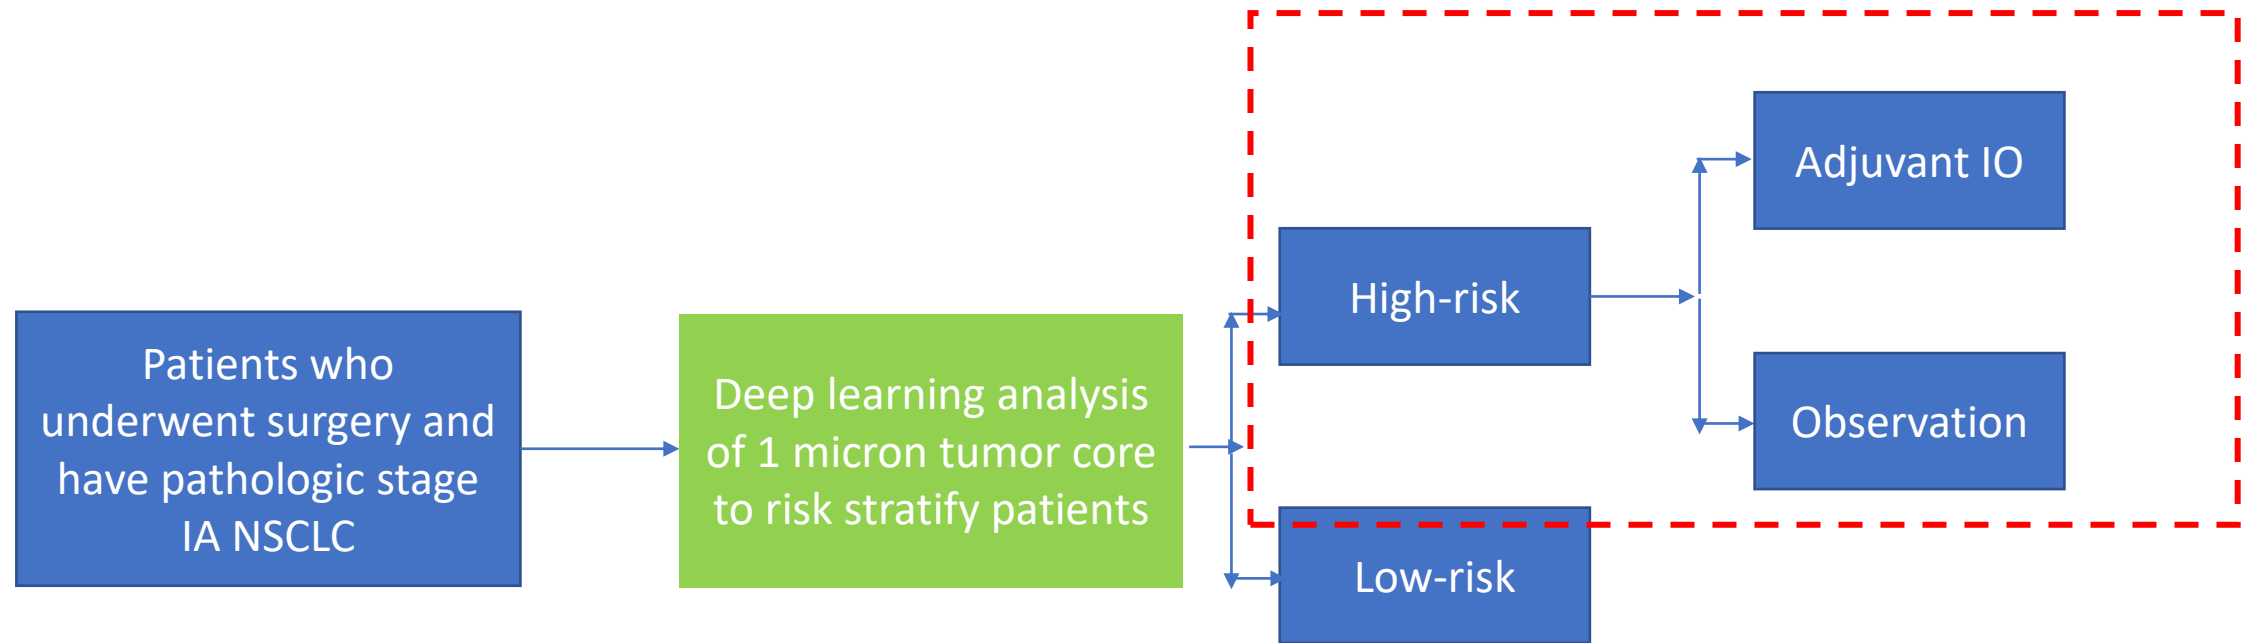 Patients who
underwent surgery and
have pathologic stage
IA NSCLC
Deep learning analysis
of 1 micron tumor core
to risk stratify patients
High-risk
Low-risk
Adjuvant IO
Observation